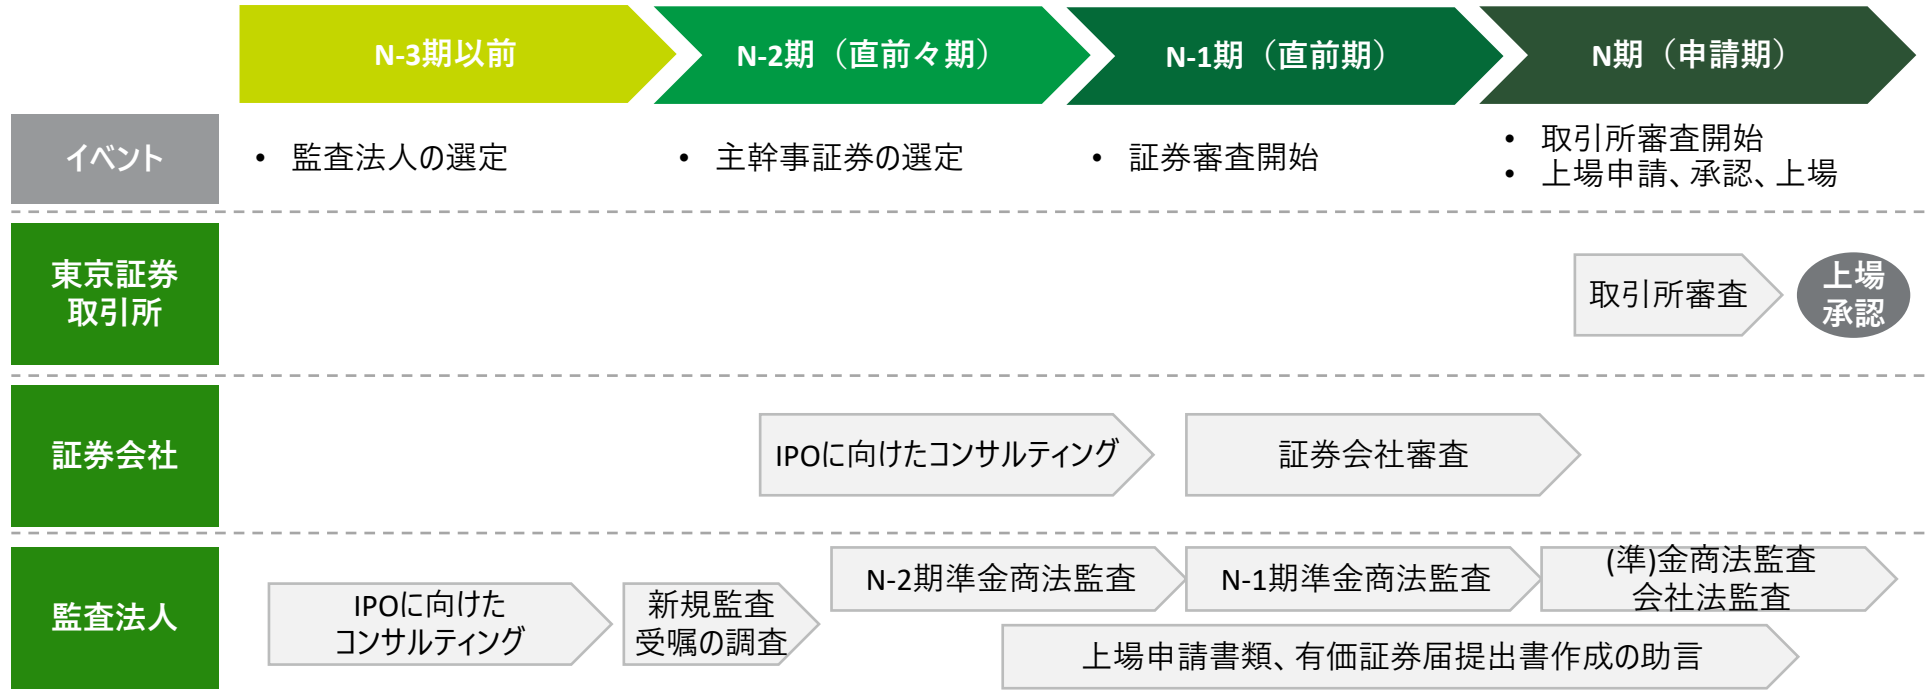 N-3期以前
N-2期（直前々期）
N-1期（直前期）
N期（申請期）
イベント
• 監査法人の選定
• 主幹事証券の選定
• 証券審査開始
• 取引所審査開始
• 上場申請、承認、上場
東京証券
取引所
取引所審査
上場
承認
証券会社
IPOに向けたコンサルティング
証券会社審査
監査法人
IPOに向けた
コンサルティング
新規監査
受嘱の調査
N-2期準金商法監査
N-1期準金商法監査
(準)金商法監査
会社法監査
上場申請書類、有価証券届提出書作成の助言